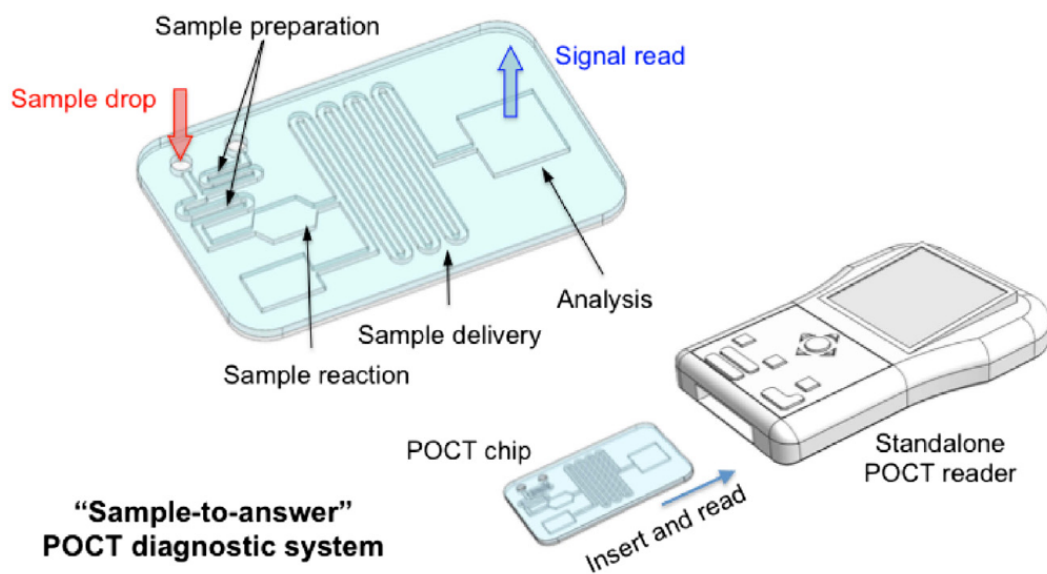 Sample preparation
Signal read
Sample drop
Analysis
Sample delivery
Sample reaction
POCT chip
Standalone
POCT reader
Insert and read
“Sample-to-answer”
POCT diagnostic system